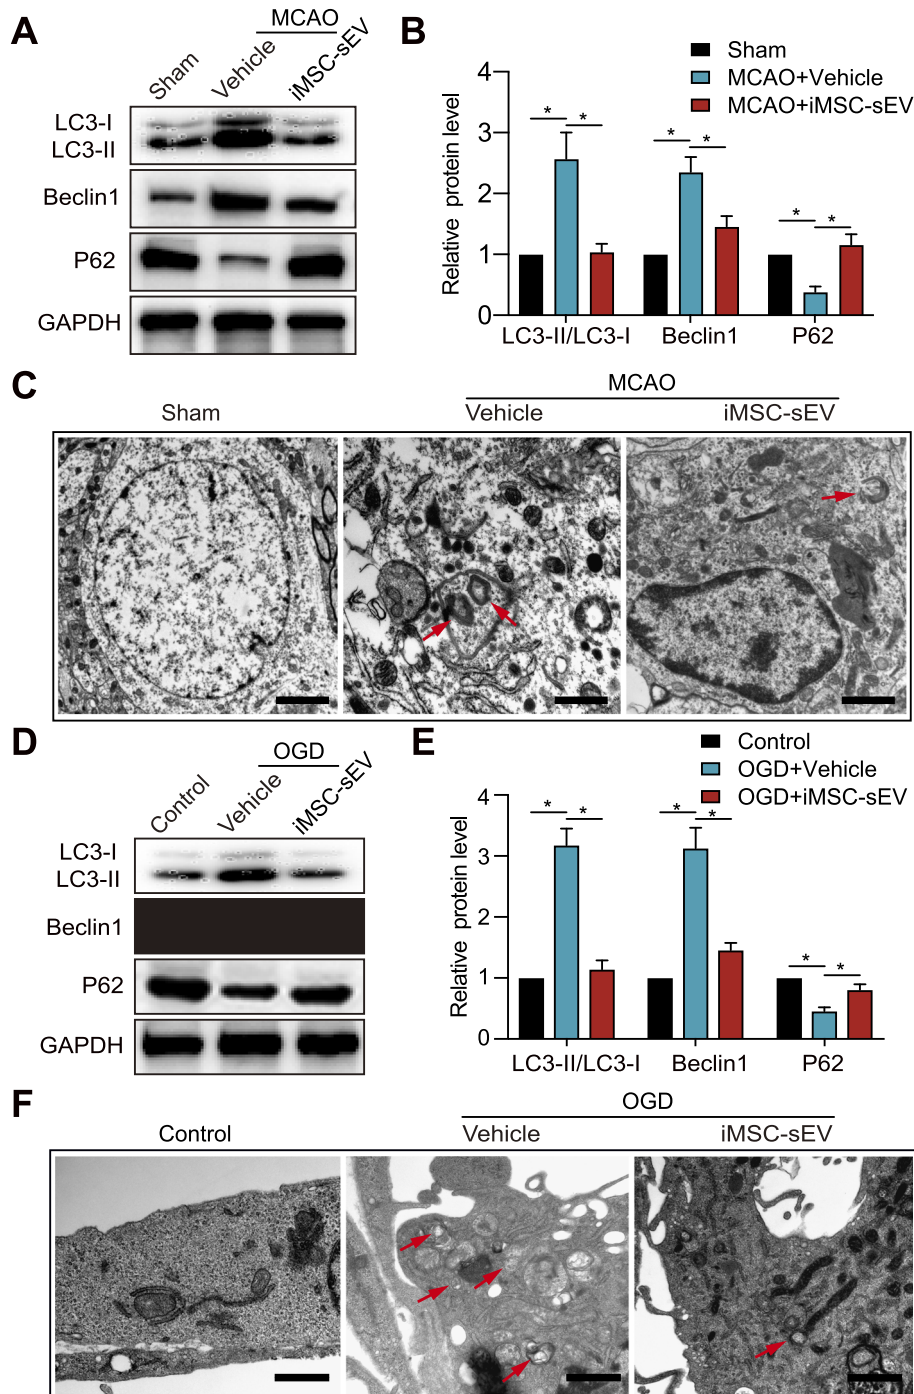 A
MCAO
Sham
Vehicle
iMSC-sEV
LC3-I
LC3-II
Beclin1
P62
GAPDH
B
Sham
MCAO+Vehicle
MCAO+iMSC-sEV
Relative protein level
4
3
2
1
0
* * * * * *
LC3-II/LC3-I Beclin1 P62
C
MCAO
Sham Vehicle iMSC-sEV
D
OGD
Control
Vehicle
iMSC-sEV
LC3-I
LC3-II
Beclin1
P62
GAPDH
E
Control
OGD+Vehicle
OGD+iMSC-sEV
Relative protein level
4
3
2
1
0
* * * * * *
LC3-II/LC3-I Beclin1 P62
F
OGD
Control Vehicle iMSC-sEV